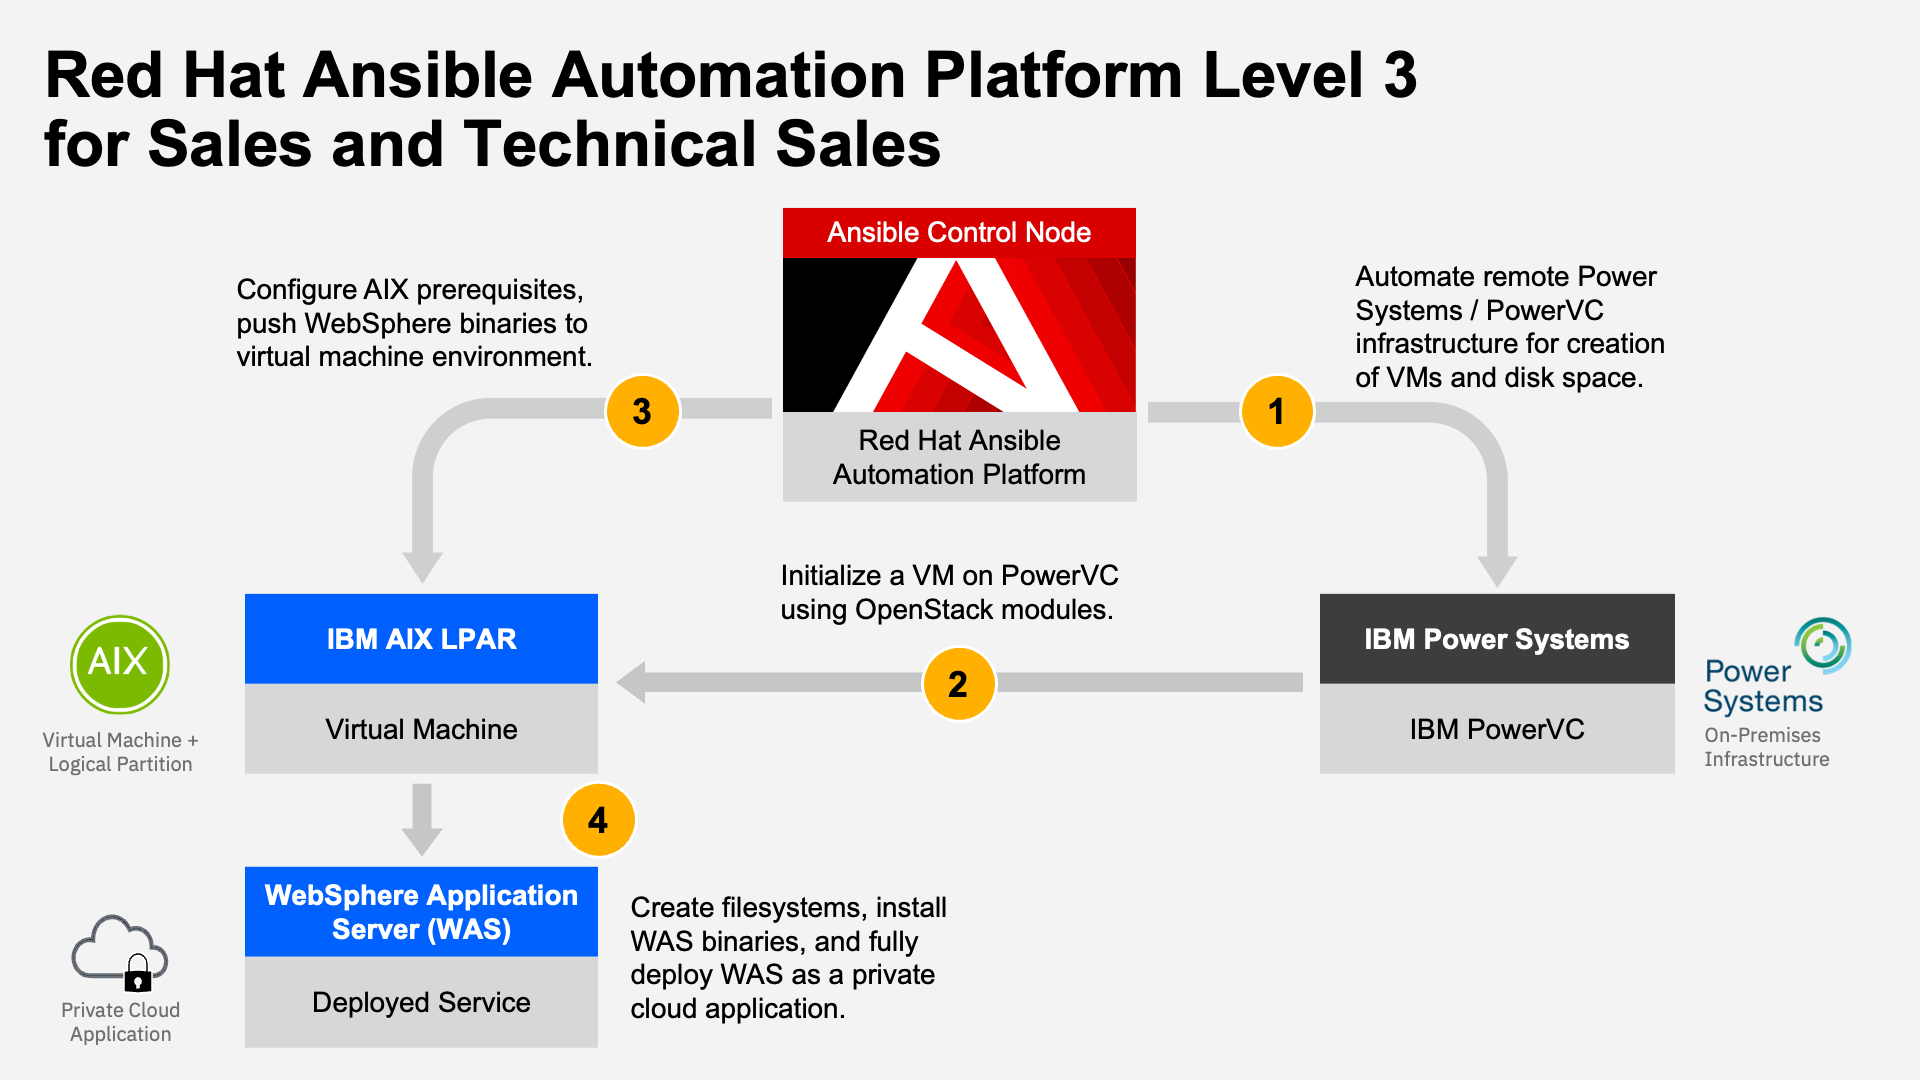 Red Hat Ansible Automation Platform Level 3
for Sales and Technical Sales
Ansible Control Node
Red Hat Ansible
Automation Platform
Configure AIX prerequisites,
push WebSphere binaries to
virtual machine environment.
3
Automate remote Power
Systems / PowerVC
infrastructure for creation
of VMs and disk space.
1
Initialize a VM on PowerVC
using OpenStack modules.
2
AIX
Virtual Machine +
Logical Partition
IBM AIX LPAR
Virtual Machine
IBM Power Systems
IBM PowerVC
Power
Systems
On-Premises
Infrastructure
4
Private Cloud
Application
WebSphere Application
Server (WAS)
Deployed Service
Create filesystems, install
WAS binaries, and fully
deploy WAS as a private
cloud application.